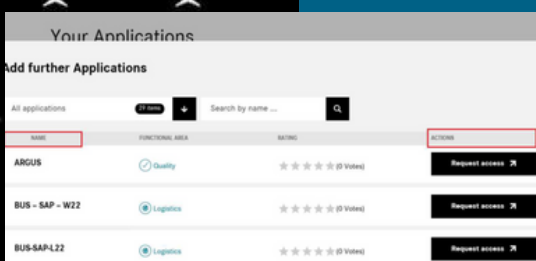 Your Applications
Add further Applications
All applications 29 items Search by name ...
NAME FUNCTIONAL AREA RATING ACTIONS
ARGUS Quality (0 Votes) Request access
BUS – SAP – W22 Logistics (0 Votes) Request access
BUS-SAP-L22 Logistics (0 Votes) Request access